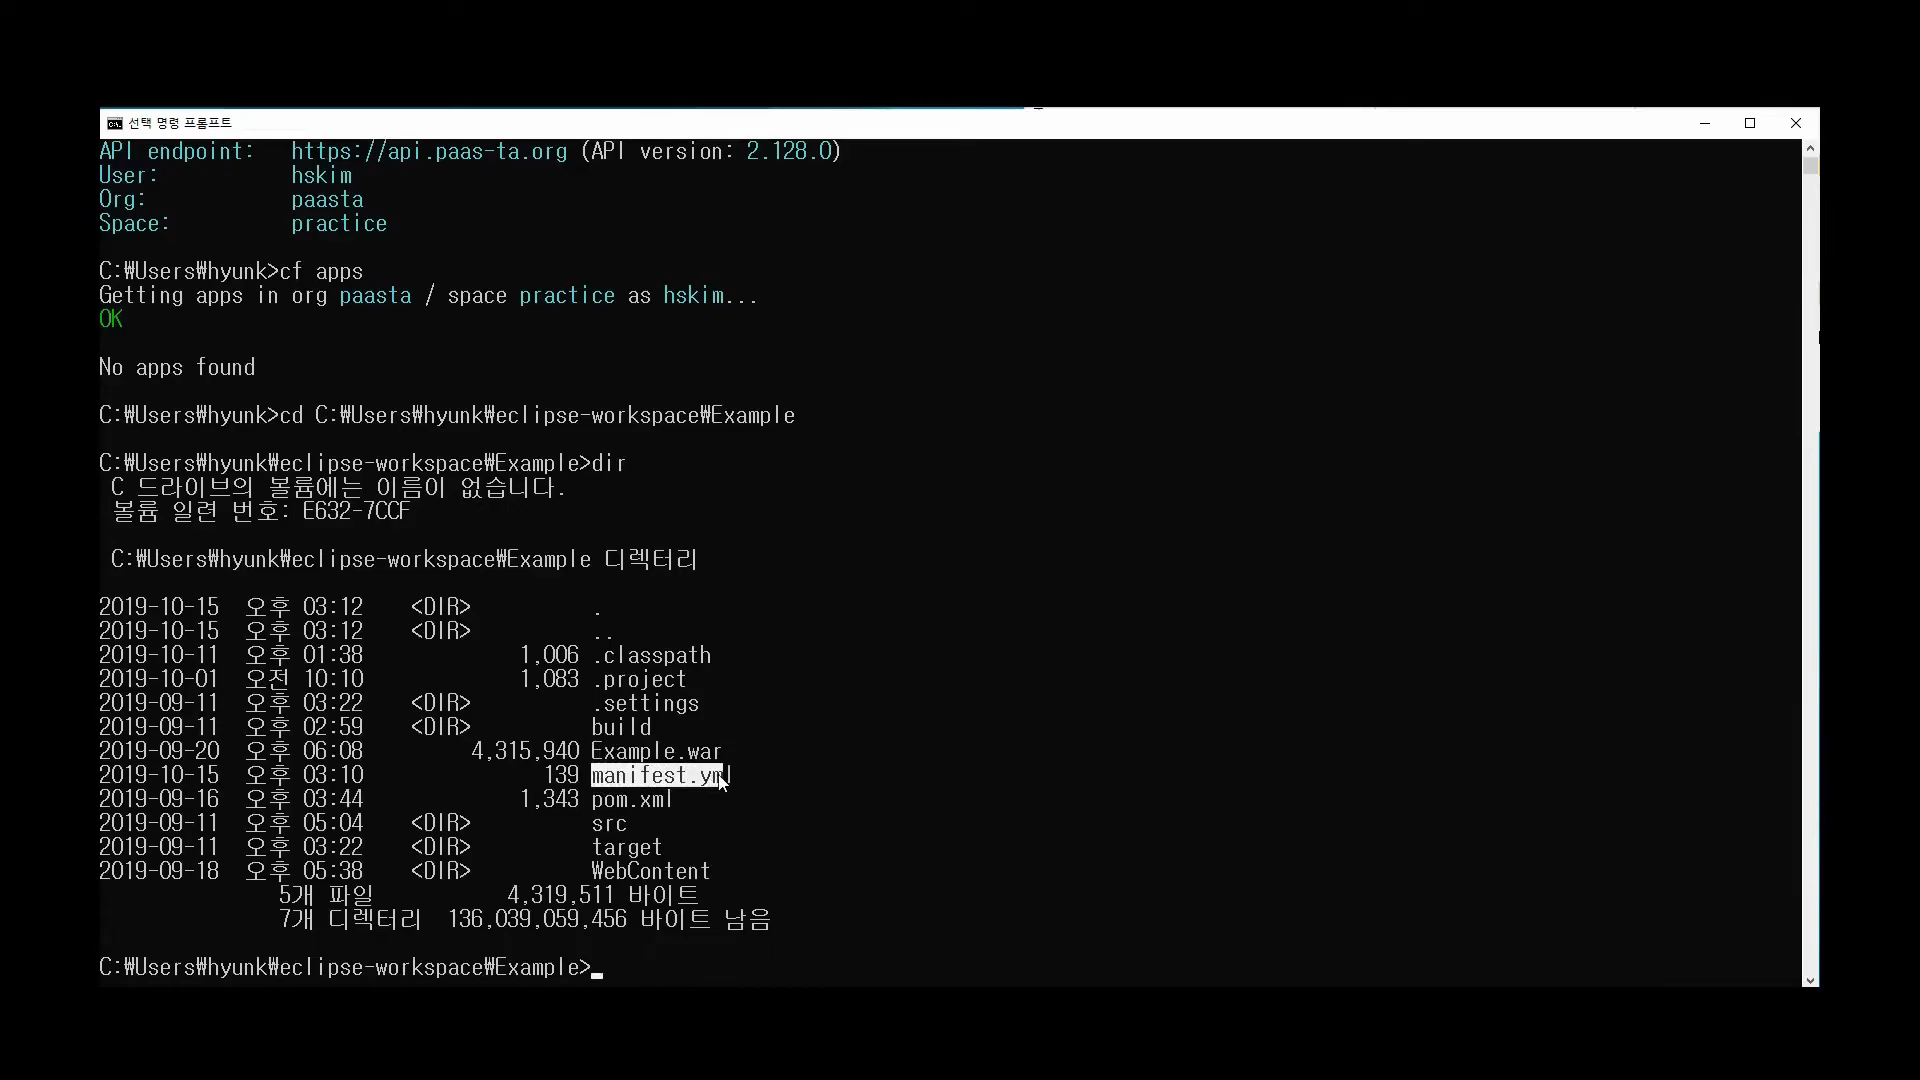 선택 명령 프롬프트
API endpoint:   https://api.paas-ta.org (API version: 2.128.0)
User:           hskim
Org:            paasta
Space:          practice
C:₩Users₩hyunk>cf apps
Getting apps in org paasta / space practice as hskim...
OK
No apps found
C:₩Users₩hyunk>cd C:₩Users₩hyunk₩eclipse-workspace₩Example
C:₩Users₩hyunk₩eclipse-workspace₩Example>dir
C 드라이브의 볼륨에는 이름이 없습니다.
볼륨 일련 번호: E632-7CCF
C:₩Users₩hyunk₩eclipse-workspace₩Example 디렉터리
2019-10-15  오후 03:12    <DIR>          .
2019-10-15  오후 03:12    <DIR>          ..
2019-10-11  오후 01:38             1,006 .classpath
2019-10-01  오전 10:10             1,083 .project
2019-09-11  오후 03:22    <DIR>          .settings
2019-09-11  오후 02:59    <DIR>          build
2019-09-20  오후 06:08         4,315,940 Example.war
2019-10-15  오후 03:10               139 manifest.yml
2019-09-16  오후 03:44             1,343 pom.xml
2019-09-11  오후 05:04    <DIR>          src
2019-09-11  오후 03:22    <DIR>          target
2019-09-18  오후 05:38    <DIR>          WebContent
5개 파일           4,319,511 바이트
7개 디렉터리  136,039,059,456 바이트 남음
C:₩Users₩hyunk₩eclipse-workspace₩Example>